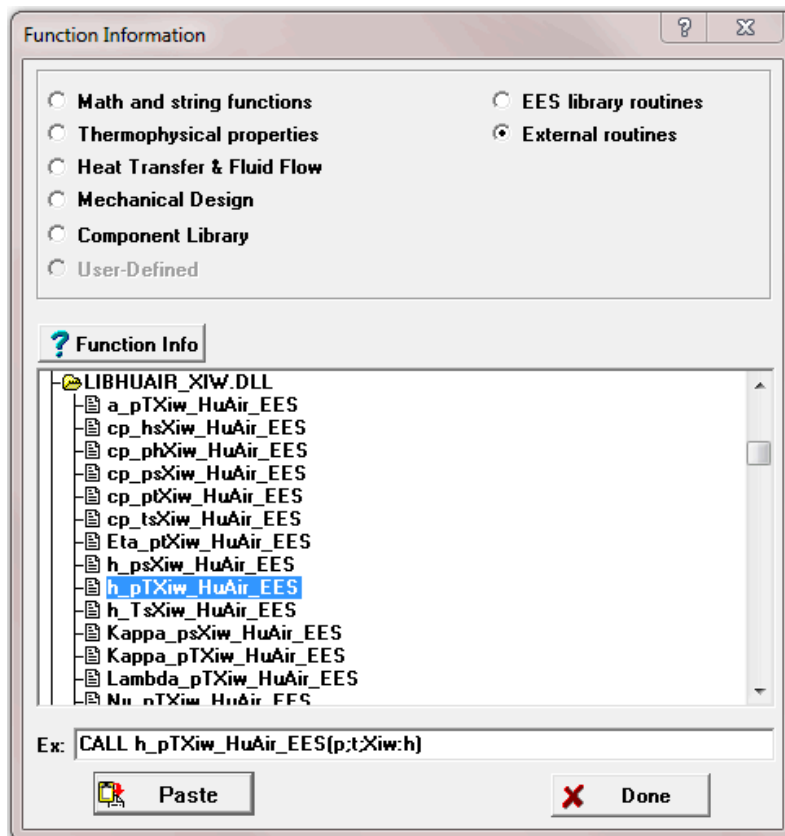 Function Information
Math and string functions
Thermophysical properties
Heat Transfer & Fluid Flow
Mechanical Design
Component Library
User-Defined
EES library routines
External routines
? Function Info
LIBHUAIR_XIW.DLL
a_pTXiw_HuAir_EES
cp_hsXiw_HuAir_EES
cp_phXiw_HuAir_EES
cp_psXiw_HuAir_EES
cp_ptXiw_HuAir_EES
cp_tsXiw_HuAir_EES
Eta_ptXiw_HuAir_EES
h_psXiw_HuAir_EES
h_pTXiw_HuAir_EES
h_TsXiw_HuAir_EES
Kappa_psXiw_HuAir_EES
Kappa_pTXiw_HuAir_EES
Lambda_pTXiw_HuAir_EES
Nu_pTXiw_HuAir_EES
Ex: CALL h_pTXiw_HuAir_EES(p;t;Xiw:h)
Paste
Done